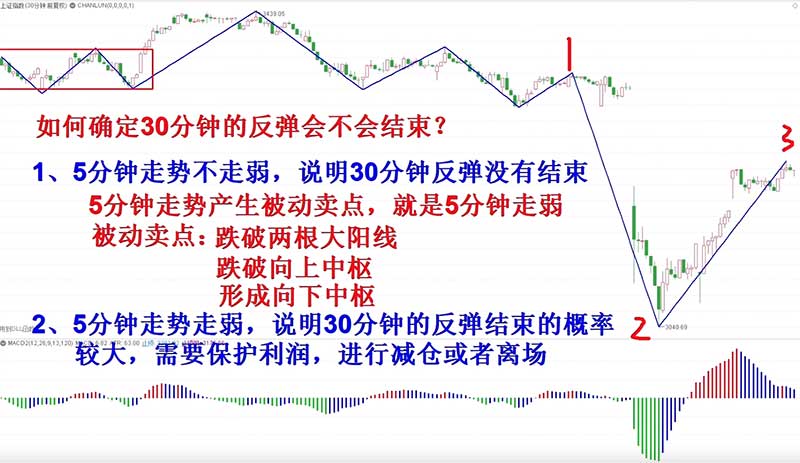 上证指数(30分钟 前复权) CHANLUN(0,0,0,0,1)
3439.05
1
如何确定30分钟的反弹会不会结束？
3
1、5分钟走势不走弱，说明30分钟反弹没有结束
5分钟走势产生被动卖点，就是5分钟走弱
被动卖点：跌破两根大阳线
跌破向上中枢
形成向下中枢
2、5分钟走势走弱，说明30分钟的反弹结束的概率
2
3040.69
较大，需要保护利润，进行减仓或者离场